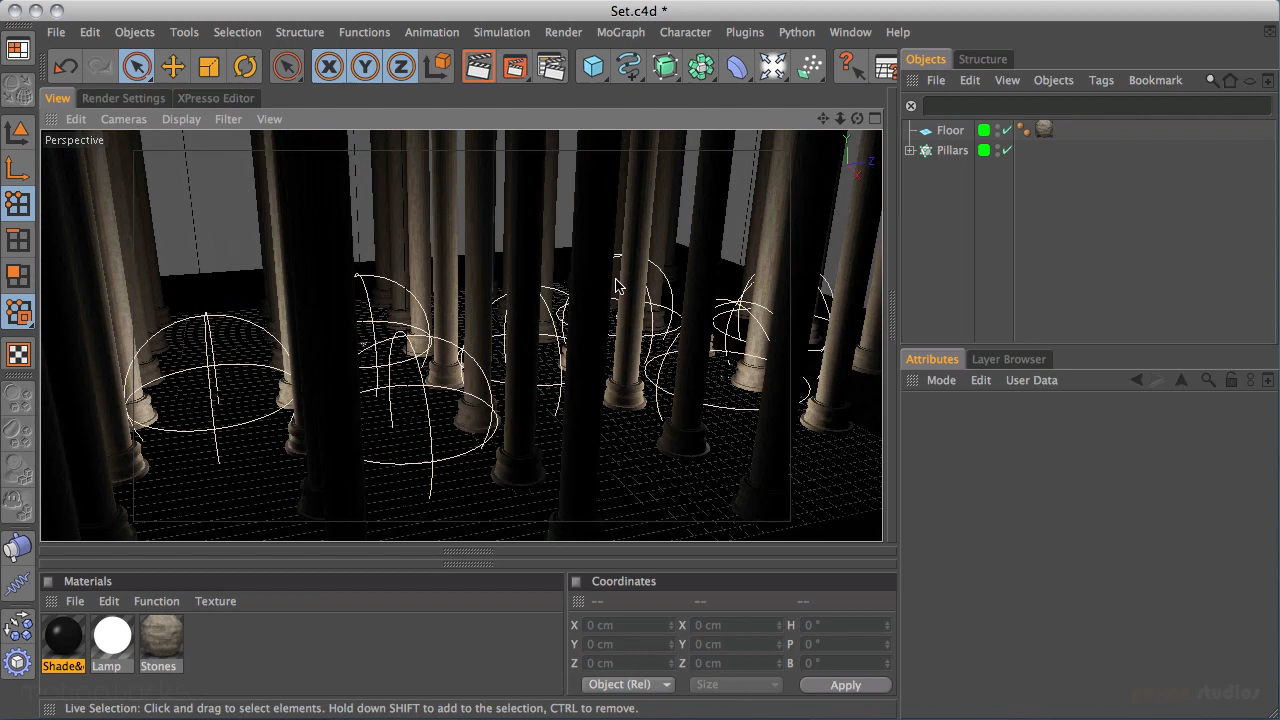 Set.c4d *
File Edit Objects Tools Selection Structure Functions Animation Simulation Render MoGraph Character Plugins Python Window Help
View Render Settings XPresso Editor
Edit Cameras Display Filter View
Perspective
Y
Z
X
Objects Structure
File Edit View Objects Tags Bookmark
Floor
Pillars
Attributes Layer Browser
Mode Edit User Data
Materials
File Edit Function Texture
Shade& Lamp Stones
Coordinates
-- -- --
X 0 cm X 0 cm H 0 °
Y 0 cm Y 0 cm P 0 °
Z 0 cm Z 0 cm B 0 °
Object (Rel) Size Apply
Live Selection: Click and drag to select elements. Hold down SHIFT to add to the selection, CTRL to remove.